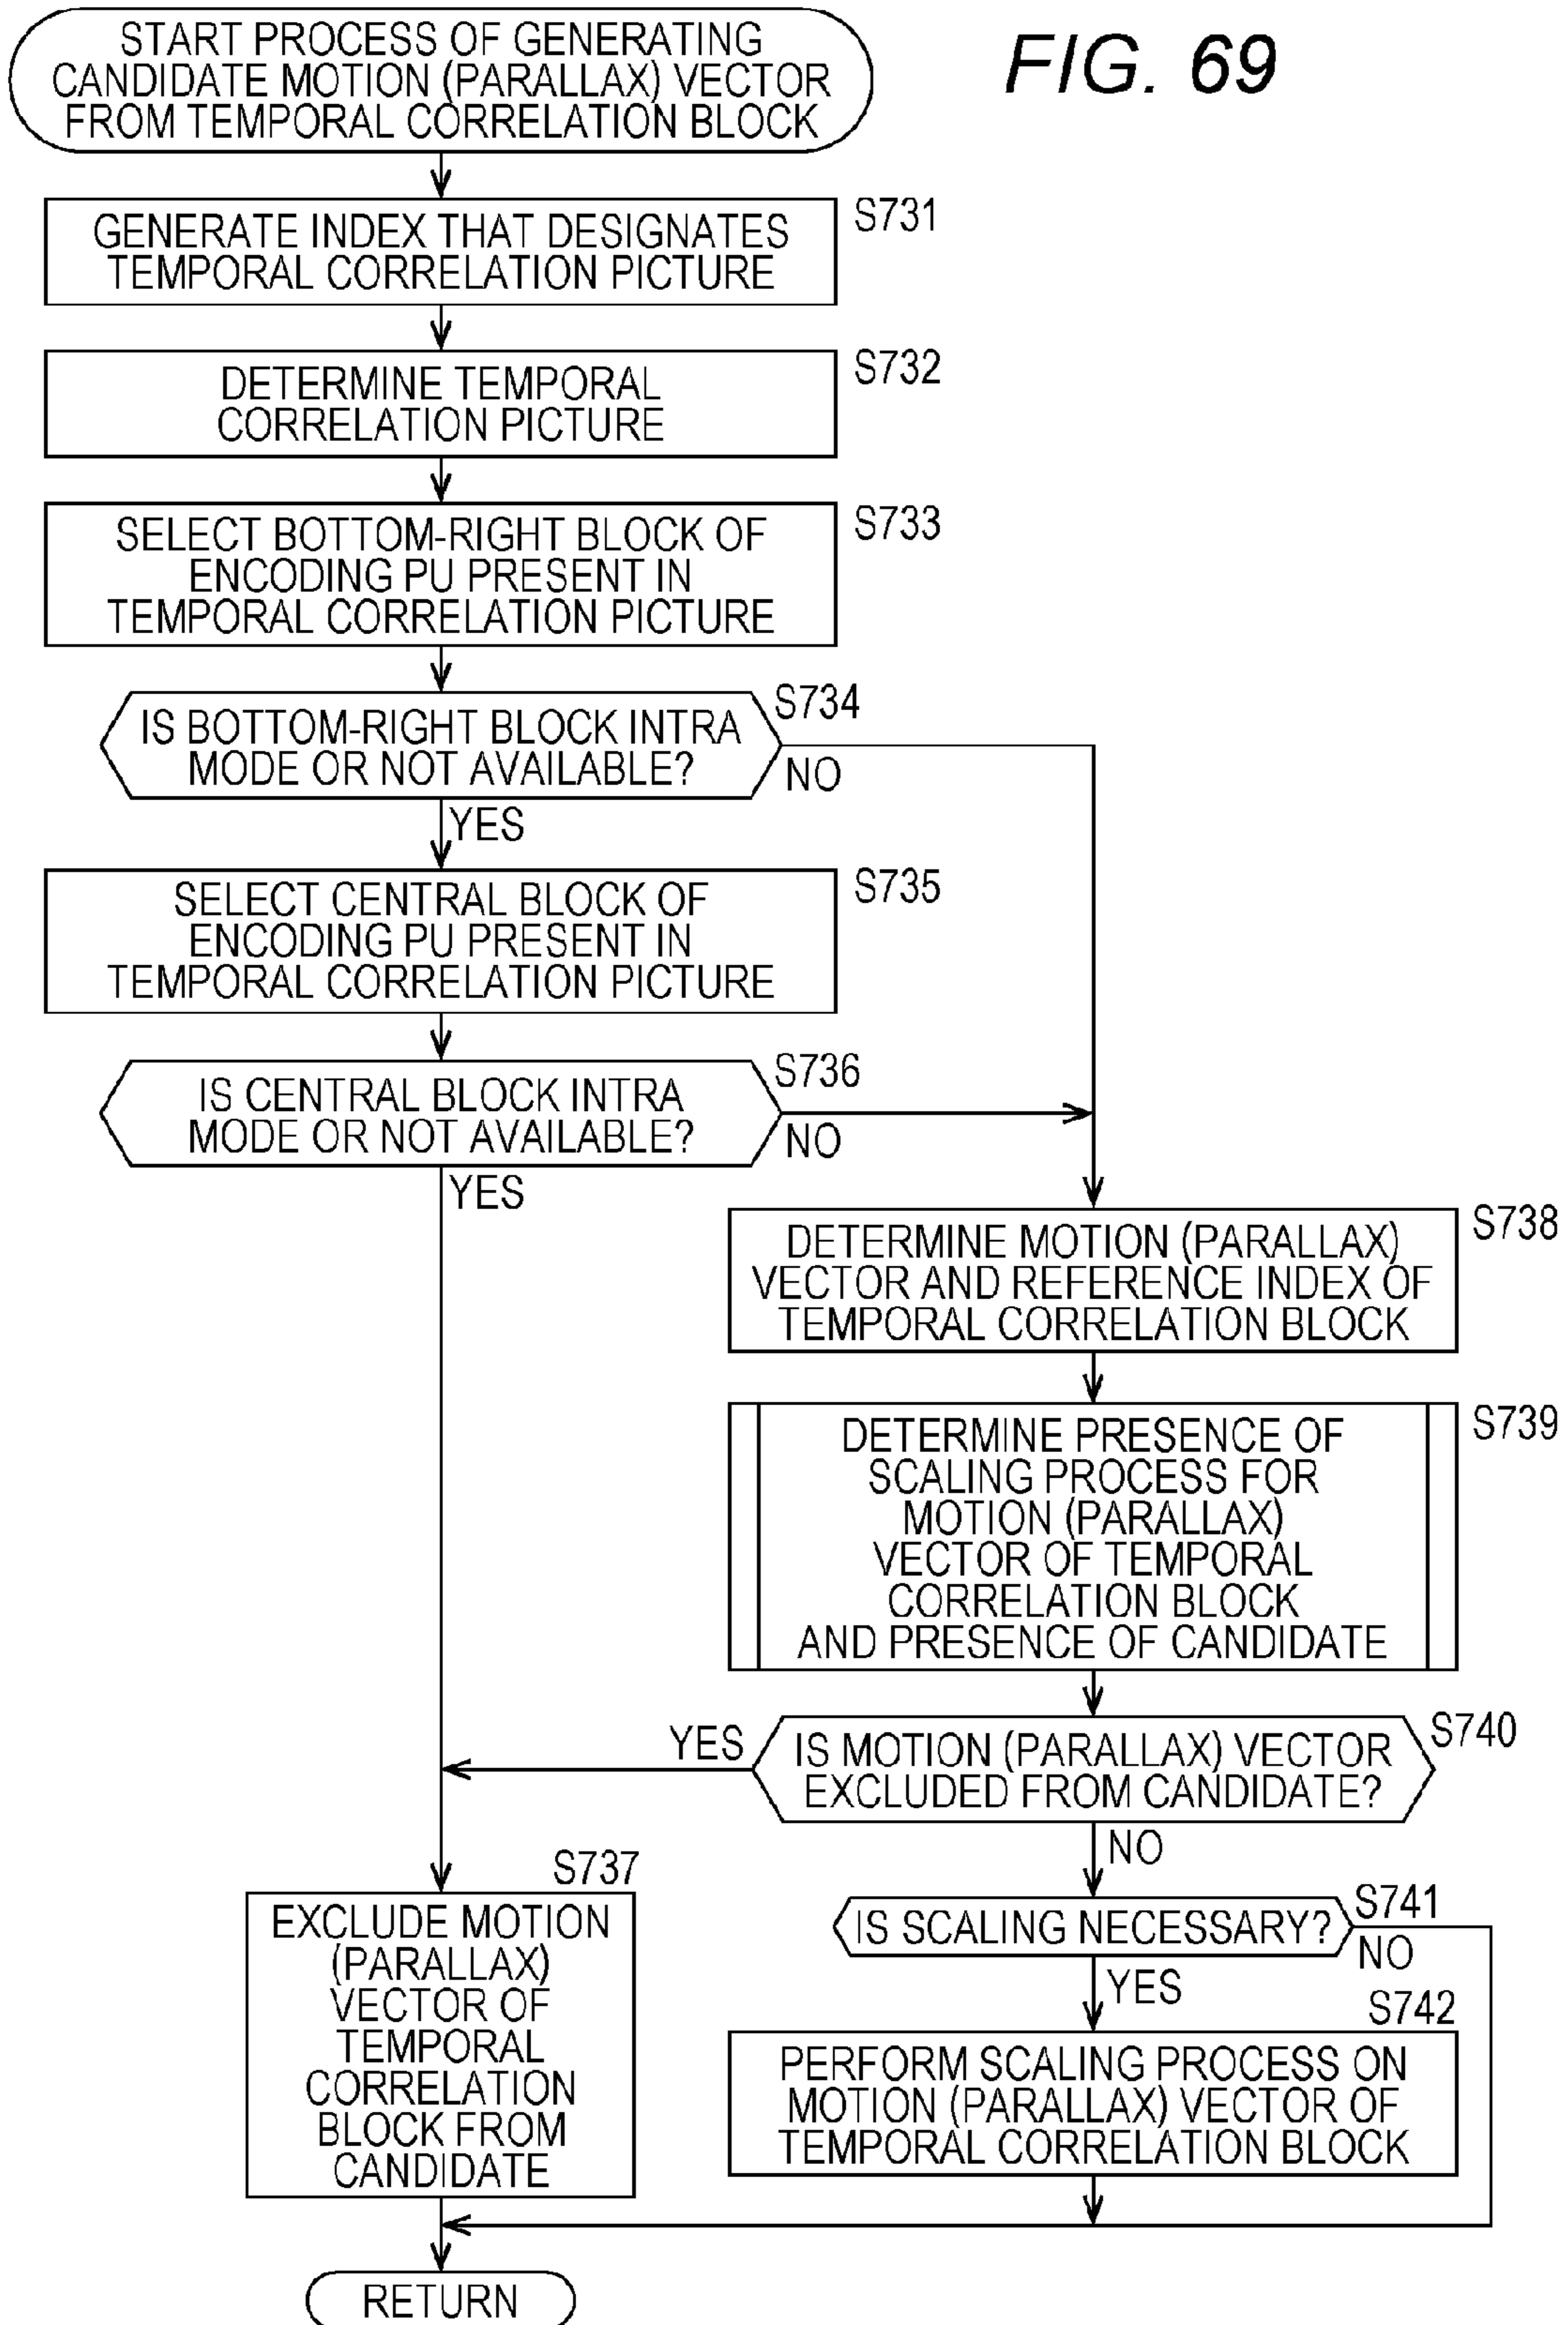 FIG. 69
START PROCESS OF GENERATING
CANDIDATE MOTION (PARALLAX) VECTOR
FROM TEMPORAL CORRELATION BLOCK
S731
GENERATE INDEX THAT DESIGNATES
TEMPORAL CORRELATION PICTURE
S732
DETERMINE TEMPORAL
CORRELATION PICTURE
S733
SELECT BOTTOM-RIGHT BLOCK OF
ENCODING PU PRESENT IN
TEMPORAL CORRELATION PICTURE
S734
IS BOTTOM-RIGHT BLOCK INTRA
MODE OR NOT AVAILABLE?
NO
YES
S735
SELECT CENTRAL BLOCK OF
ENCODING PU PRESENT IN
TEMPORAL CORRELATION PICTURE
S736
IS CENTRAL BLOCK INTRA
MODE OR NOT AVAILABLE?
NO
YES
S738
DETERMINE MOTION (PARALLAX)
VECTOR AND REFERENCE INDEX OF
TEMPORAL CORRELATION BLOCK
S739
DETERMINE PRESENCE OF
SCALING PROCESS FOR
MOTION (PARALLAX)
VECTOR OF TEMPORAL
CORRELATION BLOCK
AND PRESENCE OF CANDIDATE
S740
YES
IS MOTION (PARALLAX) VECTOR
EXCLUDED FROM CANDIDATE?
NO
S737
EXCLUDE MOTION
(PARALLAX)
VECTOR OF
TEMPORAL
CORRELATION
BLOCK FROM
CANDIDATE
S741
IS SCALING NECESSARY?
NO
YES
S742
PERFORM SCALING PROCESS ON
MOTION (PARALLAX) VECTOR OF
TEMPORAL CORRELATION BLOCK
RETURN